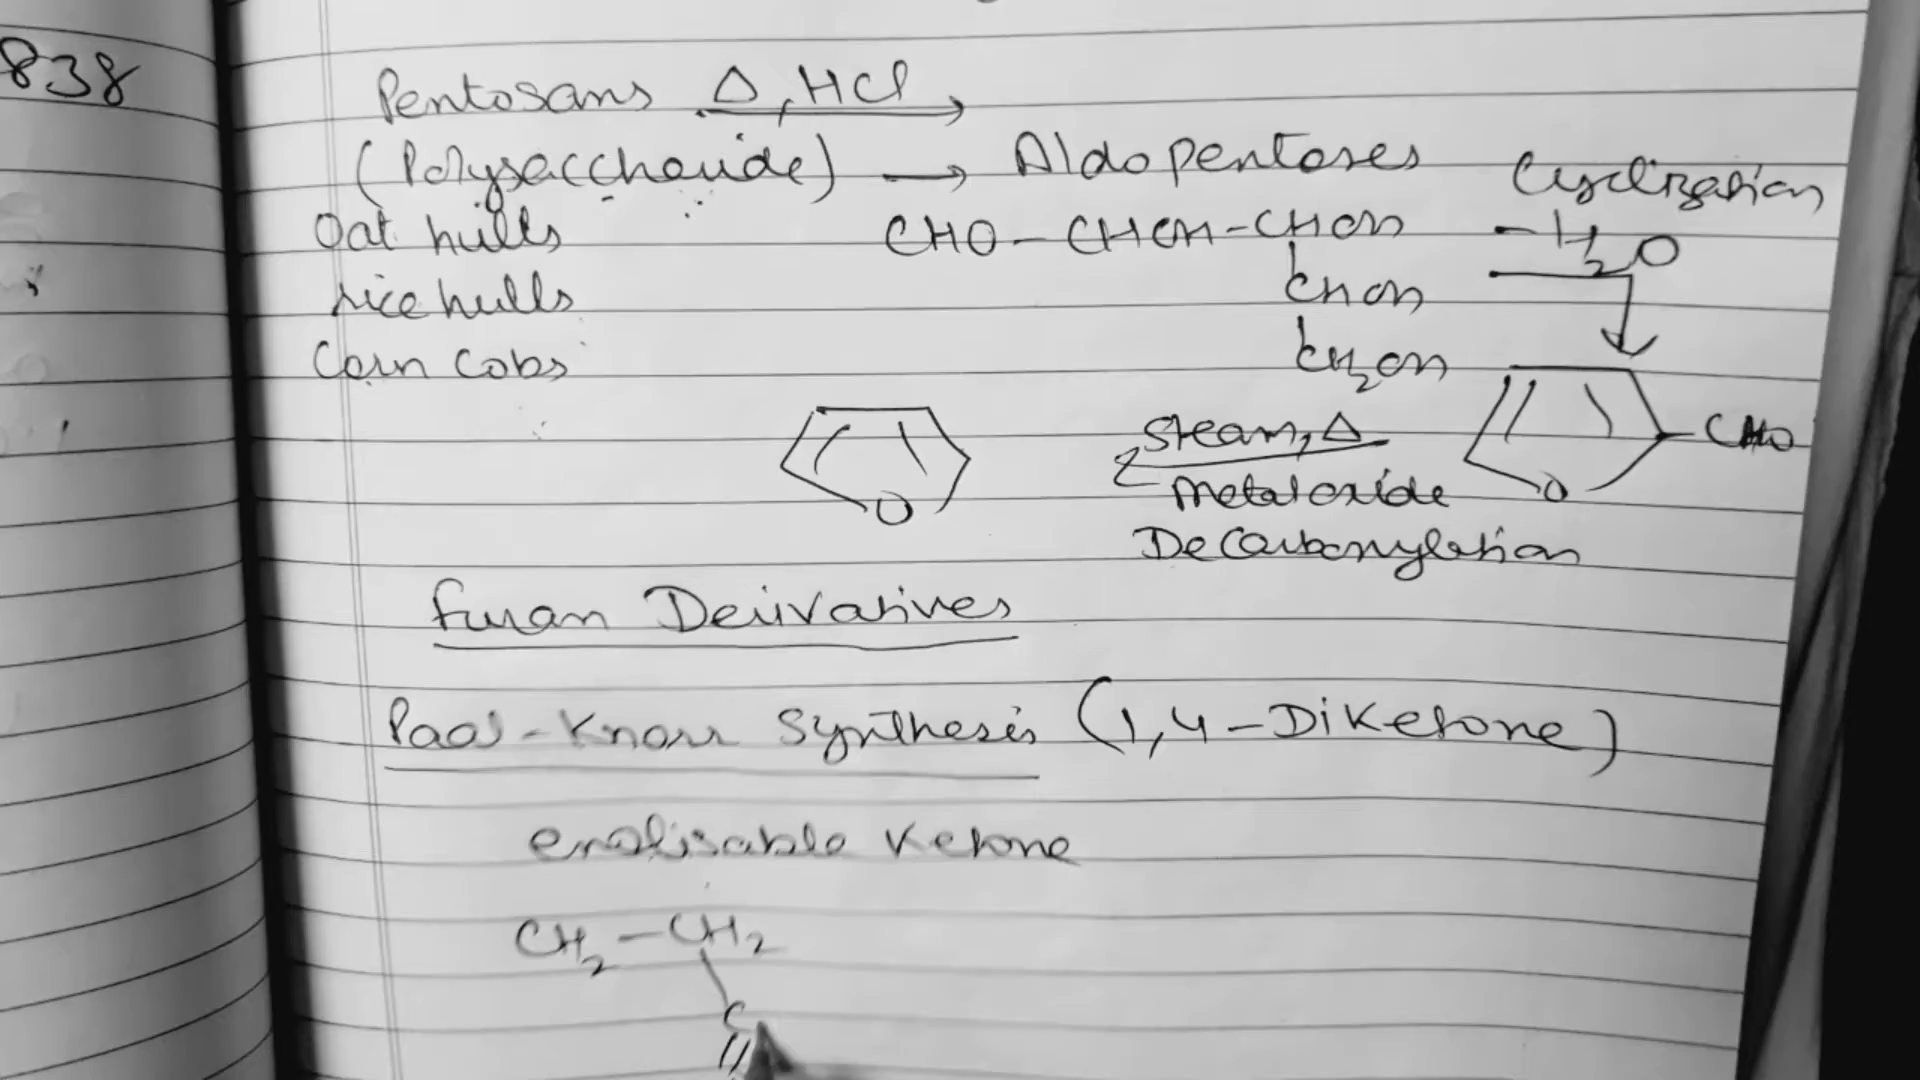 838
Pentosans Δ, HCl
(Polysaccharide) → Aldopentoses
Cyclization
Oat hulls CHO-CHOH-CHOH -H2O
rice hulls CHOH
Corn Cobs CH2OH
steam, Δ CHO
O metal oxide O
Decarbonylation
Furan Derivatives
Paal-Knorr Synthesis (1,4-Diketone)
enolisable Ketone
CH2-CH2
C